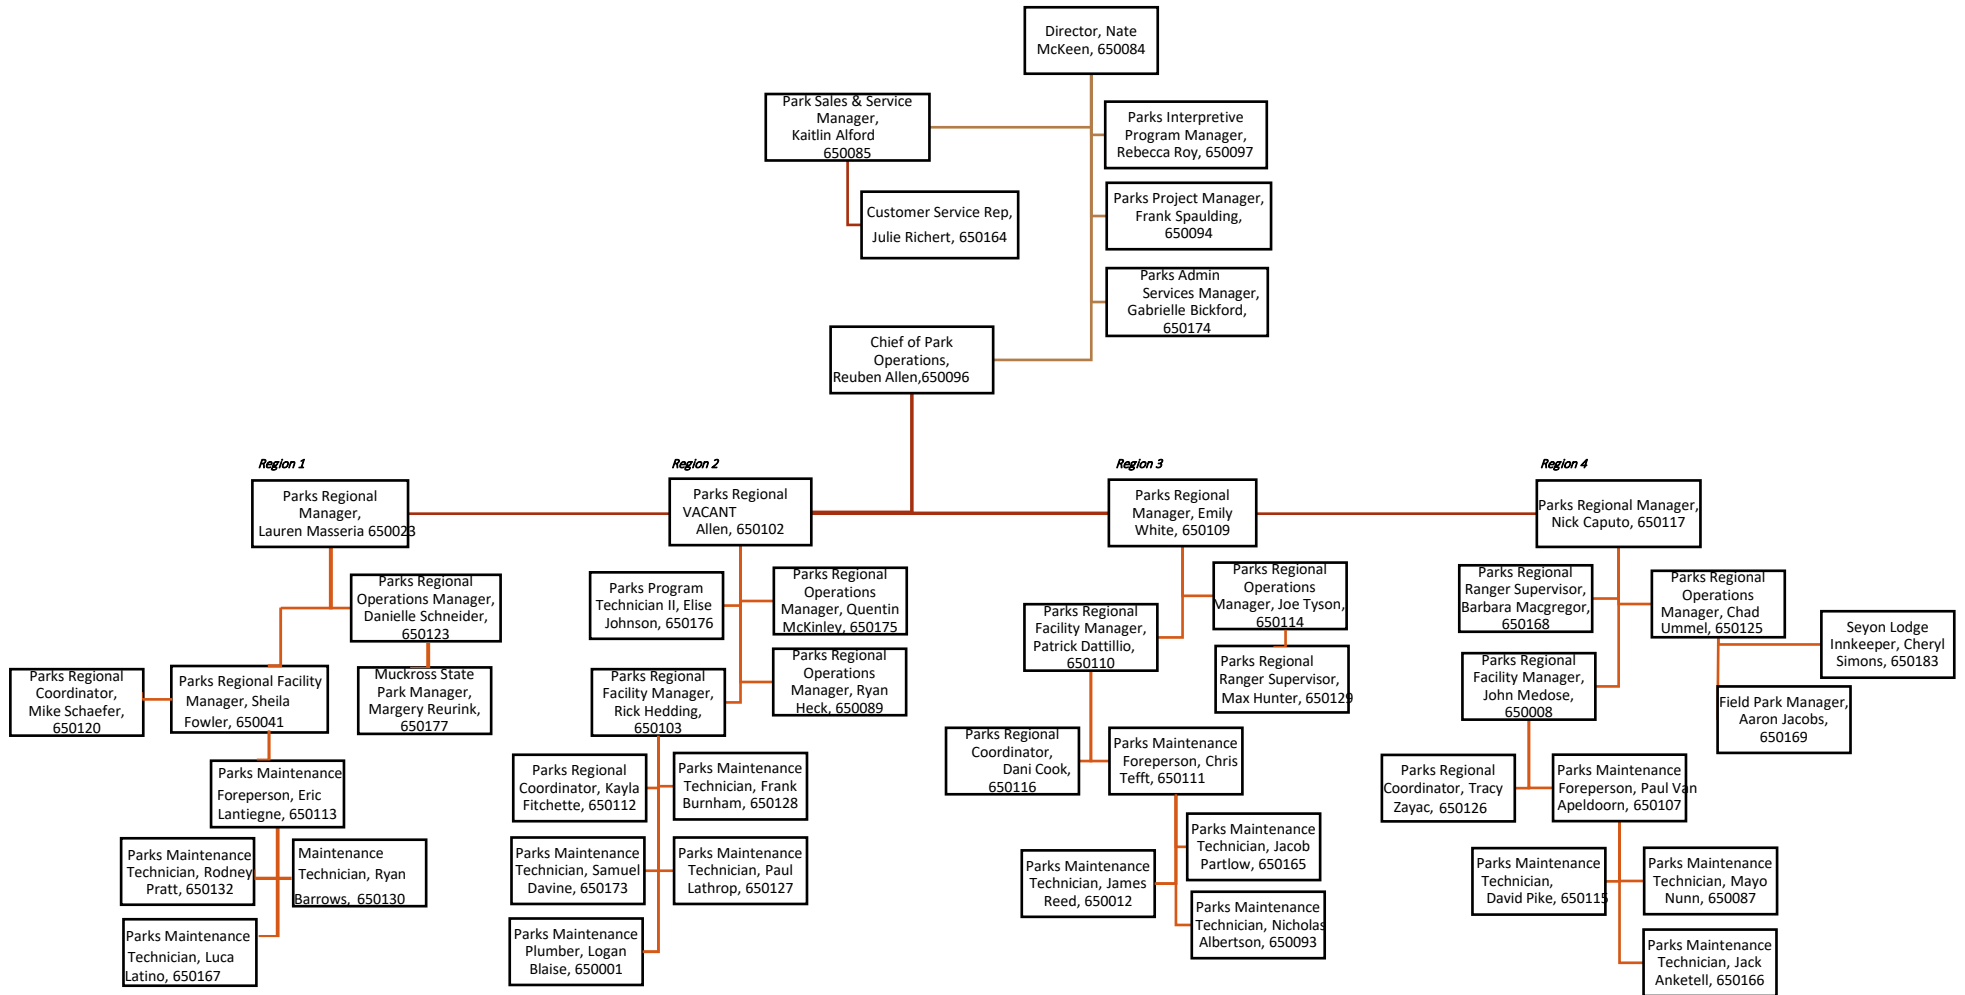 Director, Nate
McKeen, 650084
Park Sales & Service
Manager,
Kaitlin Alford
650085
Parks Interpretive
Program Manager,
Rebecca Roy, 650097
Customer Service Rep,
Julie Richert, 650164
Parks Project Manager,
Frank Spaulding,
650094
Parks Admin
Services Manager,
Gabrielle Bickford,
650174
Chief of Park
Operations,
Reuben Allen,650096
Region 1
Region 2
Region 3
Region 4
Parks Regional
Manager,
Lauren Masseria 650023
Parks Regional
VACANT
Allen, 650102
Parks Regional
Manager, Emily
White, 650109
Parks Regional Manager,
Nick Caputo, 650117
Parks Regional
Operations Manager,
Danielle Schneider,
650123
Parks Regional
Coordinator,
Mike Schaefer,
650120
Parks Regional Facility
Manager, Sheila
Fowler, 650041
Muckross State
Park Manager,
Margery Reurink,
650177
Parks Maintenance
Foreperson, Eric
Lantiegne, 650113
Parks Maintenance
Technician, Rodney
Pratt, 650132
Maintenance
Technician, Ryan
Barrows, 650130
Parks Maintenance
Technician, Luca
Latino, 650167
Parks Program
Technician II, Elise
Johnson, 650176
Parks Regional
Operations
Manager, Quentin
McKinley, 650175
Parks Regional
Facility Manager,
Rick Hedding,
650103
Parks Regional
Operations
Manager, Ryan
Heck, 650089
Parks Regional
Coordinator, Kayla
Fitchette, 650112
Parks Maintenance
Technician, Frank
Burnham, 650128
Parks Maintenance
Technician, Samuel
Davine, 650173
Parks Maintenance
Technician, Paul
Lathrop, 650127
Parks Maintenance
Plumber, Logan
Blaise, 650001
Parks Regional
Operations
Manager, Joe Tyson,
650114
Parks Regional
Facility Manager,
Patrick Dattillio,
650110
Parks Regional
Ranger Supervisor,
Max Hunter, 650129
Parks Regional
Coordinator,
Dani Cook,
650116
Parks Maintenance
Foreperson, Chris
Tefft, 650111
Parks Maintenance
Technician, Jacob
Partlow, 650165
Parks Maintenance
Technician, James
Reed, 650012
Parks Maintenance
Technician, Nicholas
Albertson, 650093
Parks Regional
Ranger Supervisor,
Barbara Macgregor,
650168
Parks Regional
Operations
Manager, Chad
Ummel, 650125
Seyon Lodge
Innkeeper, Cheryl
Simons, 650183
Parks Regional
Facility Manager,
John Medose,
650008
Field Park Manager,
Aaron Jacobs,
650169
Parks Regional
Coordinator, Tracy
Zayac, 650126
Parks Maintenance
Foreperson, Paul Van
Apeldoorn, 650107
Parks Maintenance
Technician,
David Pike, 650115
Parks Maintenance
Technician, Mayo
Nunn, 650087
Parks Maintenance
Technician, Jack
Anketell, 650166